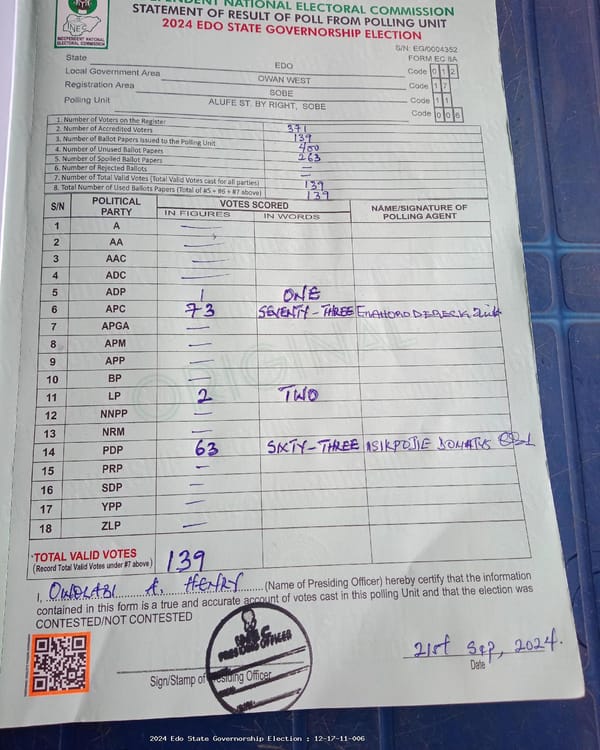 INDEPENDENT NATIONAL ELECTORAL COMMISSION
STATEMENT OF RESULT OF POLL FROM POLLING UNIT
2024 EDO STATE GOVERNORSHIP ELECTION
INEC
INDEPENDENT NATIONAL ELECTORAL COMMISSION
S/N: EG/0004352
FORM EC 8A
State EDO Code 0 1 2
Local Government Area OWAN WEST Code 1 7
Registration Area SOBE Code 1 1
Polling Unit ALUFE ST. BY RIGHT, SOBE Code 0 0 6
1. Number of Voters on the Register 371
2. Number of Accredited Voters 139
3. Number of Ballot Papers Issued to the Polling Unit 400
4. Number of Unused Ballot Papers 263
5. Number of Spoiled Ballot Papers —
6. Number of Rejected Ballots —
7. Number of Total Valid Votes (Total Valid Votes cast for all parties) 139
8. Total Number of Used Ballots Papers (Total of #5 + #6 + #7 above) 139
S/N POLITICAL PARTY VOTES SCORED NAME/SIGNATURE OF POLLING AGENT
IN FIGURES IN WORDS
1 A —
2 AA —
3 AAC —
4 ADC —
5 ADP 1 ONE
6 APC 73 SEVENTY-THREE
7 APGA —
8 APM —
9 APP —
10 BP —
11 LP 2 TWO
12 NNPP —
13 NRM —
14 PDP 63 SIXTY-THREE
15 PRP —
16 SDP —
17 YPP —
18 ZLP —
ORIGINAL
TOTAL VALID VOTES 139
(Record Total Valid Votes under #7 above)
I, OWOLABI A. HENRY (Name of Presiding Officer) hereby certify that the information
contained in this form is a true and accurate account of votes cast in this polling Unit and that the election was
CONTESTED/NOT CONTESTED
INEC
PRESIDING OFFICER
21st Sep, 2024.
Sign/Stamp of Presiding Officer Date
2024 Edo State Governorship Election : 12-17-11-006